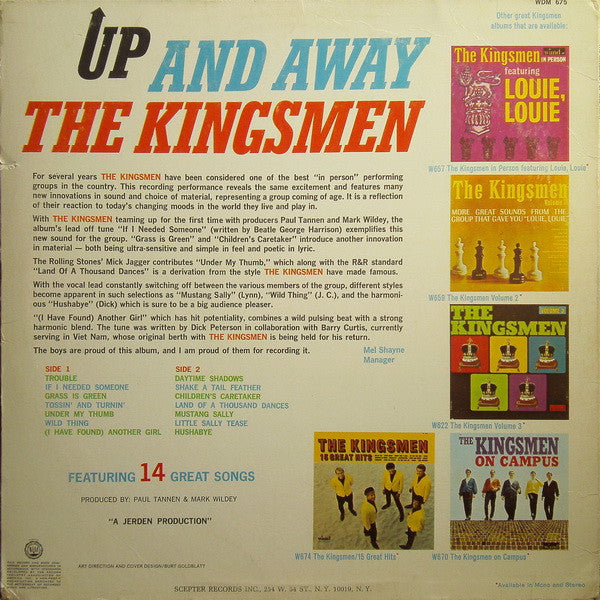 WDM 675
UP AND AWAY
THE KINGSMEN
For several years THE KINGSMEN have been considered one of the best "in person" performing
groups in the country. This recording performance reveals the same excitement and features many
new innovations in sound and choice of material, representing a group coming of age. It is a reflection
of their reaction to today's changing moods in the world they live and play in.
With THE KINGSMEN teaming up for the first time with producers Paul Tannen and Mark Wildey, the
album's lead off tune "If I Needed Someone" (written by Beatle George Harrison) exemplifies this
new sound for the group. "Grass is Green" and "Children's Caretaker" introduce another innovation
in material — both being ultra-sensitive and simple in feel and poetic in lyric.
The Rolling Stones' Mick Jagger contributes "Under My Thumb," which along with the R&R standard
"Land Of A Thousand Dances" is a derivation from the style THE KINGSMEN have made famous.
With the vocal lead constantly switching off between the various members of the group, different styles
become apparent in such selections as "Mustang Sally" (Lynn), "Wild Thing" (J. C.), and the harmoni-
ous "Hushabye" (Dick) which is sure to be a big audience pleaser.
"(I Have Found) Another Girl" which has hit potentiality, combines a wild pulsing beat with a strong
harmonic blend. The tune was written by Dick Peterson in collaboration with Barry Curtis, currently
serving in Viet Nam, whose original berth with THE KINGSMEN is being held for his return.
The boys are proud of this album, and I am proud of them for recording it.
Mel Shayne
Manager
SIDE 1
TROUBLE
IF I NEEDED SOMEONE
GRASS IS GREEN
TOSSIN' AND TURNIN'
UNDER MY THUMB
WILD THING
(I HAVE FOUND) ANOTHER GIRL
SIDE 2
DAYTIME SHADOWS
SHAKE A TAIL FEATHER
CHILDREN'S CARETAKER
LAND OF A THOUSAND DANCES
MUSTANG SALLY
LITTLE SALLY TEASE
HUSHABYE
FEATURING 14 GREAT SONGS
PRODUCED BY: PAUL TANNEN & MARK WILDEY
"A JERDEN PRODUCTION"
Other great Kingsmen
albums that are available:
The Kingsmen
IN PERSON
featuring
LOUIE,
LOUIE
W657 The Kingsmen in Person featuring Louie, Louie*
The Kingsmen
MORE GREAT SOUNDS FROM THE
GROUP THAT GAVE YOU "LOUIE, LOUIE"
W659 The Kingsmen Volume 2*
VOLUME 3
THE
KINGSMEN
W622 The Kingsmen Volume 3*
THE KINGSMEN
15 GREAT HITS
W674 The Kingsmen/15 Great Hits*
THE KINGSMEN
ON CAMPUS
W670 The Kingsmen on Campus*
ART DIRECTION AND COVER DESIGN/BURT GOLDBLATT
SCEPTER RECORDS INC., 254 W. 54 ST., N. Y. 10019, N. Y.
*Available in Mono and Stereo